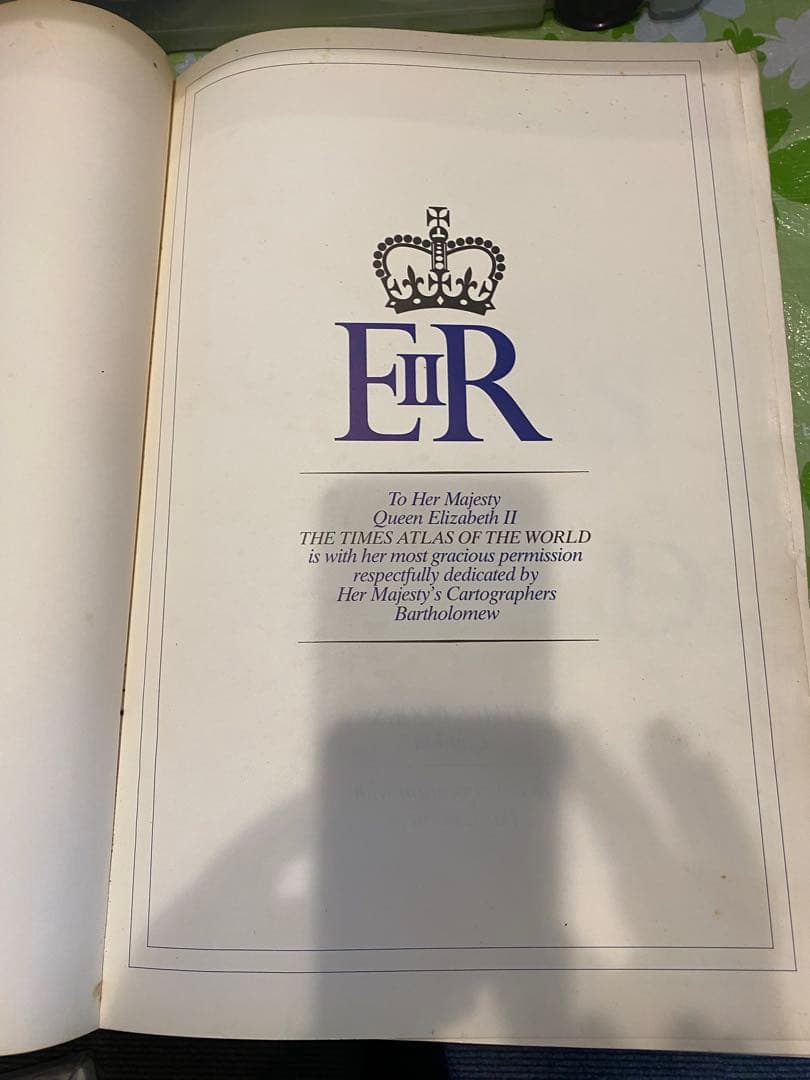 EIIR
To Her Majesty
Queen Elizabeth II
THE TIMES ATLAS OF THE WORLD
is with her most gracious permission
respectfully dedicated by
Her Majesty's Cartographers
Bartholomew